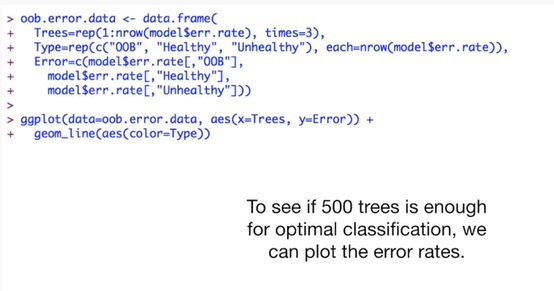 > oob.error.data <- data.frame(
+   Trees=rep(1:nrow(model$err.rate), times=3),
+   Type=rep(c("OOB", "Healthy", "Unhealthy"), each=nrow(model$err.rate)),
+   Error=c(model$err.rate[,"OOB"],
+     model$err.rate[,"Healthy"],
+     model$err.rate[,"Unhealthy"]))
>
> ggplot(data=oob.error.data, aes(x=Trees, y=Error)) +
+   geom_line(aes(color=Type))
To see if 500 trees is enough
for optimal classification, we
can plot the error rates.